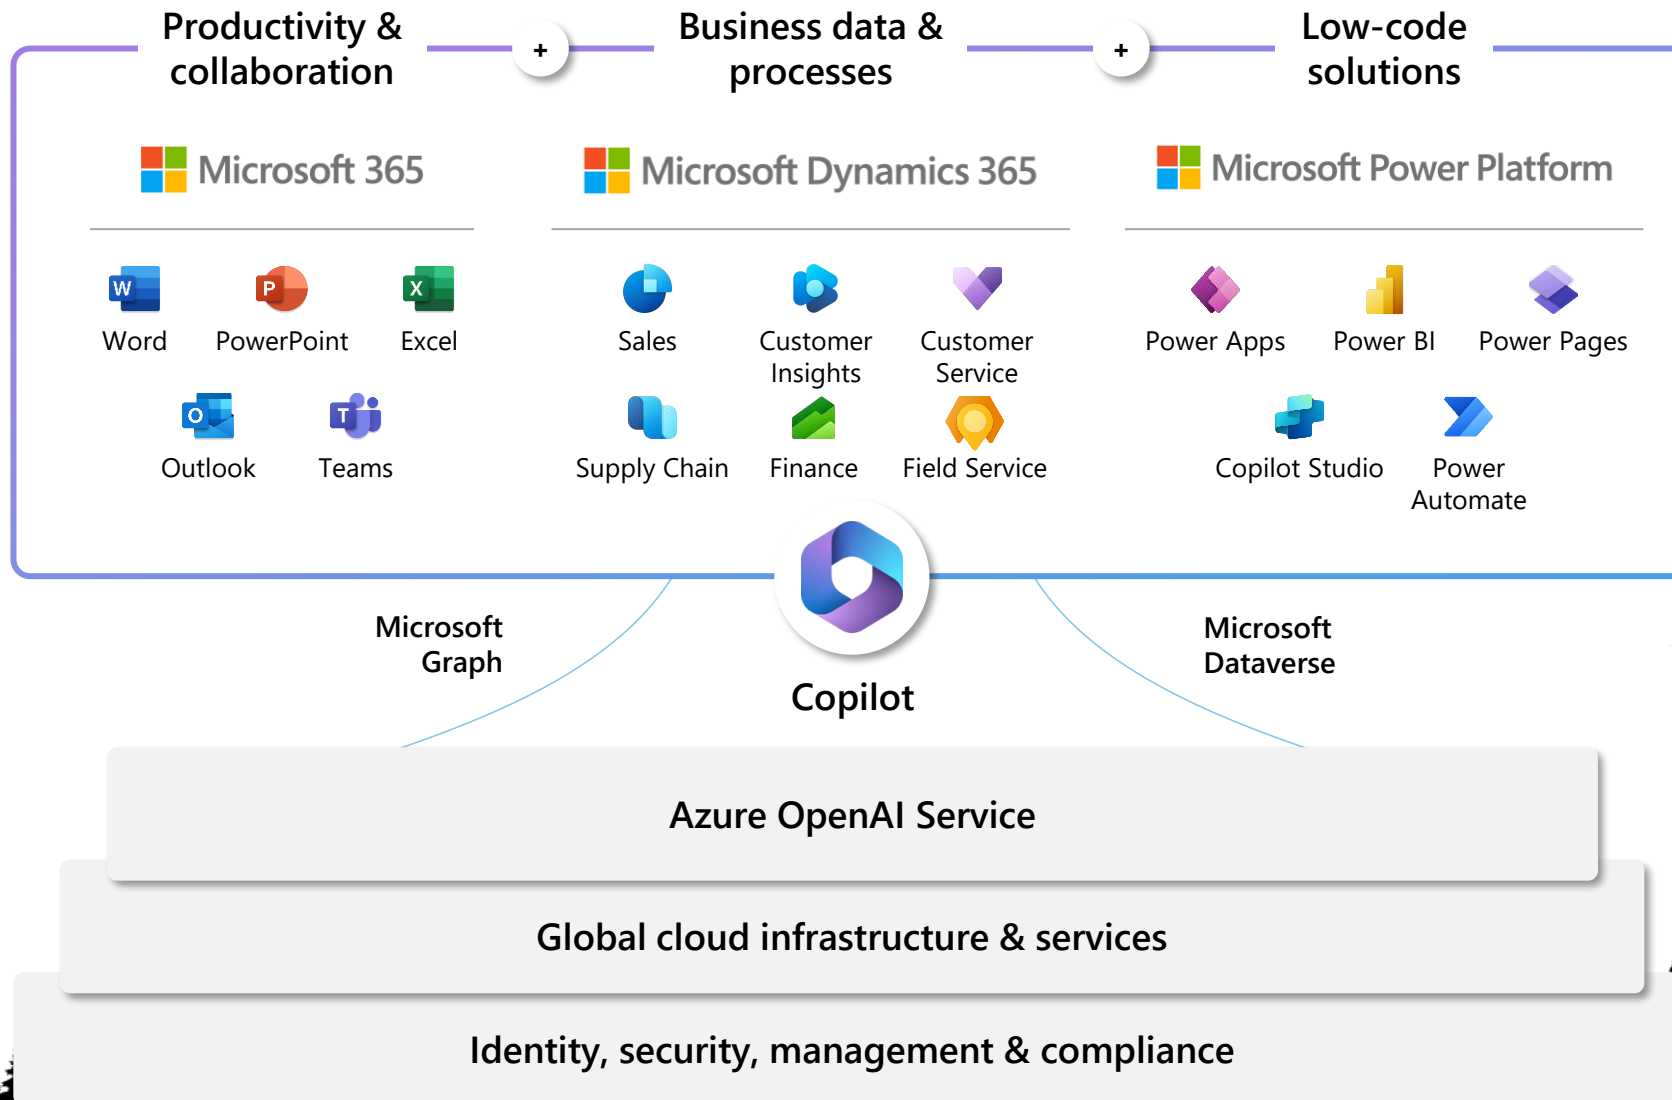 Productivity &
collaboration
+
Business data &
processes
+
Low-code
solutions
Microsoft 365
Microsoft Dynamics 365
Microsoft Power Platform
W
Word
P
PowerPoint
X
Excel
O
Outlook
T
Teams
Sales
Customer
Insights
Customer
Service
Supply Chain
Finance
Field Service
Power Apps
Power BI
Power Pages
Copilot Studio
Power
Automate
Microsoft
Graph
Copilot
Microsoft
Dataverse
Azure OpenAI Service
Global cloud infrastructure & services
Identity, security, management & compliance